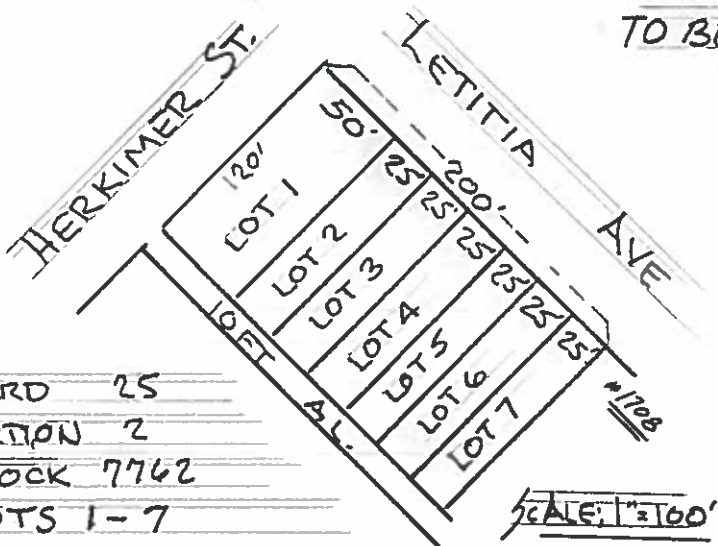 TO B
HERKIMER ST.
LETITIA AVE
50'
25'
25'
25'
25'
25'
25'
200'
120'
LOT 1
LOT 2
LOT 3
LOT 4
LOT 5
LOT 6
LOT 7
10 FT AL.
#1708
RD 25
TION 2
OCK 7762
OTS 1-7
SCALE; 1"=100'